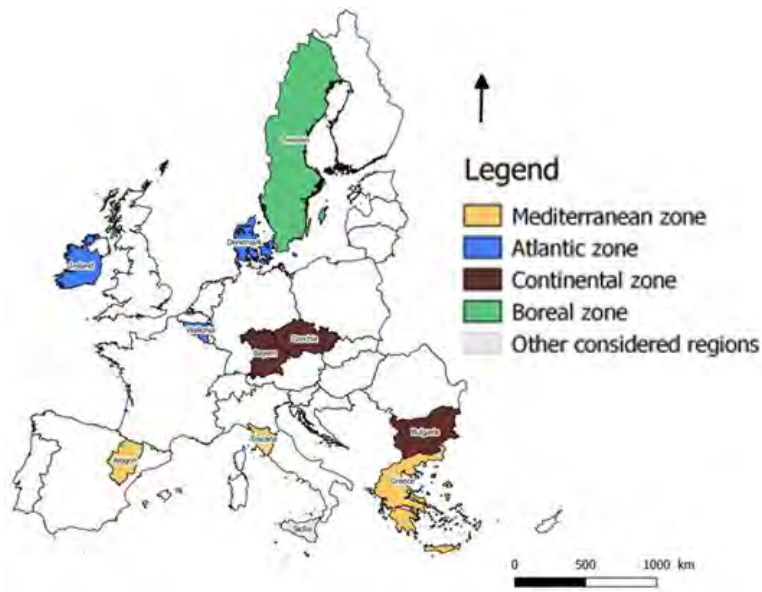 Sweden
Legend
Mediterranean zone
Atlantic zone
Continental zone
Boreal zone
Other considered regions
Denmark
Ireland
Wallonia
Bayern
Czechia
Toscana
Aragon
Bulgaria
Greece
Sicilia
0 500 1000 km